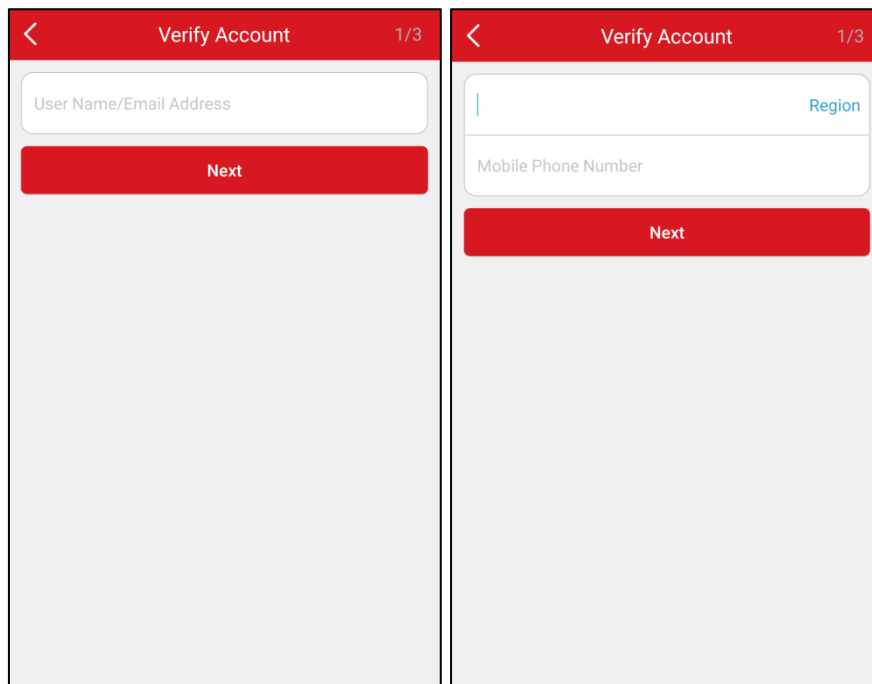 Verify Account 1/3
User Name/Email Address
Next
Verify Account 1/3
Region
Mobile Phone Number
Next